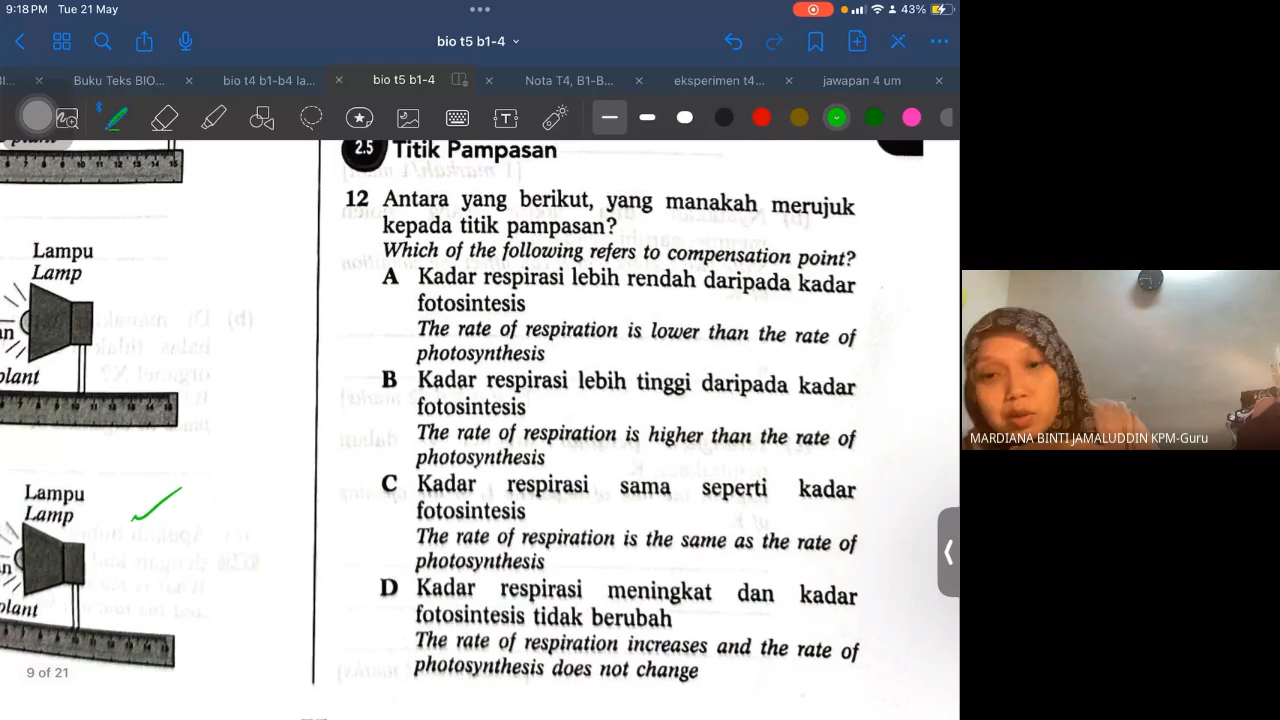 9:18 PM Tue 21 May
43%
bio t5 b1-4
Buku Teks BIO...
bio t4 b1-b4 la...
bio t5 b1-4
Nota T4, B1-B...
eksperimen t4...
jawapan 4 um
2.5 Titik Pampasan
12 Antara yang berikut, yang manakah merujuk
kepada titik pampasan?
Which of the following refers to compensation point?
A Kadar respirasi lebih rendah daripada kadar
fotosintesis
The rate of respiration is lower than the rate of
photosynthesis
B Kadar respirasi lebih tinggi daripada kadar
fotosintesis
The rate of respiration is higher than the rate of
photosynthesis
C Kadar respirasi sama seperti kadar
fotosintesis
The rate of respiration is the same as the rate of
photosynthesis
D Kadar respirasi meningkat dan kadar
fotosintesis tidak berubah
The rate of respiration increases and the rate of
photosynthesis does not change
Lampu
Lamp
Lampu
Lamp
9 of 21
MARDIANA BINTI JAMALUDDIN KPM-Guru